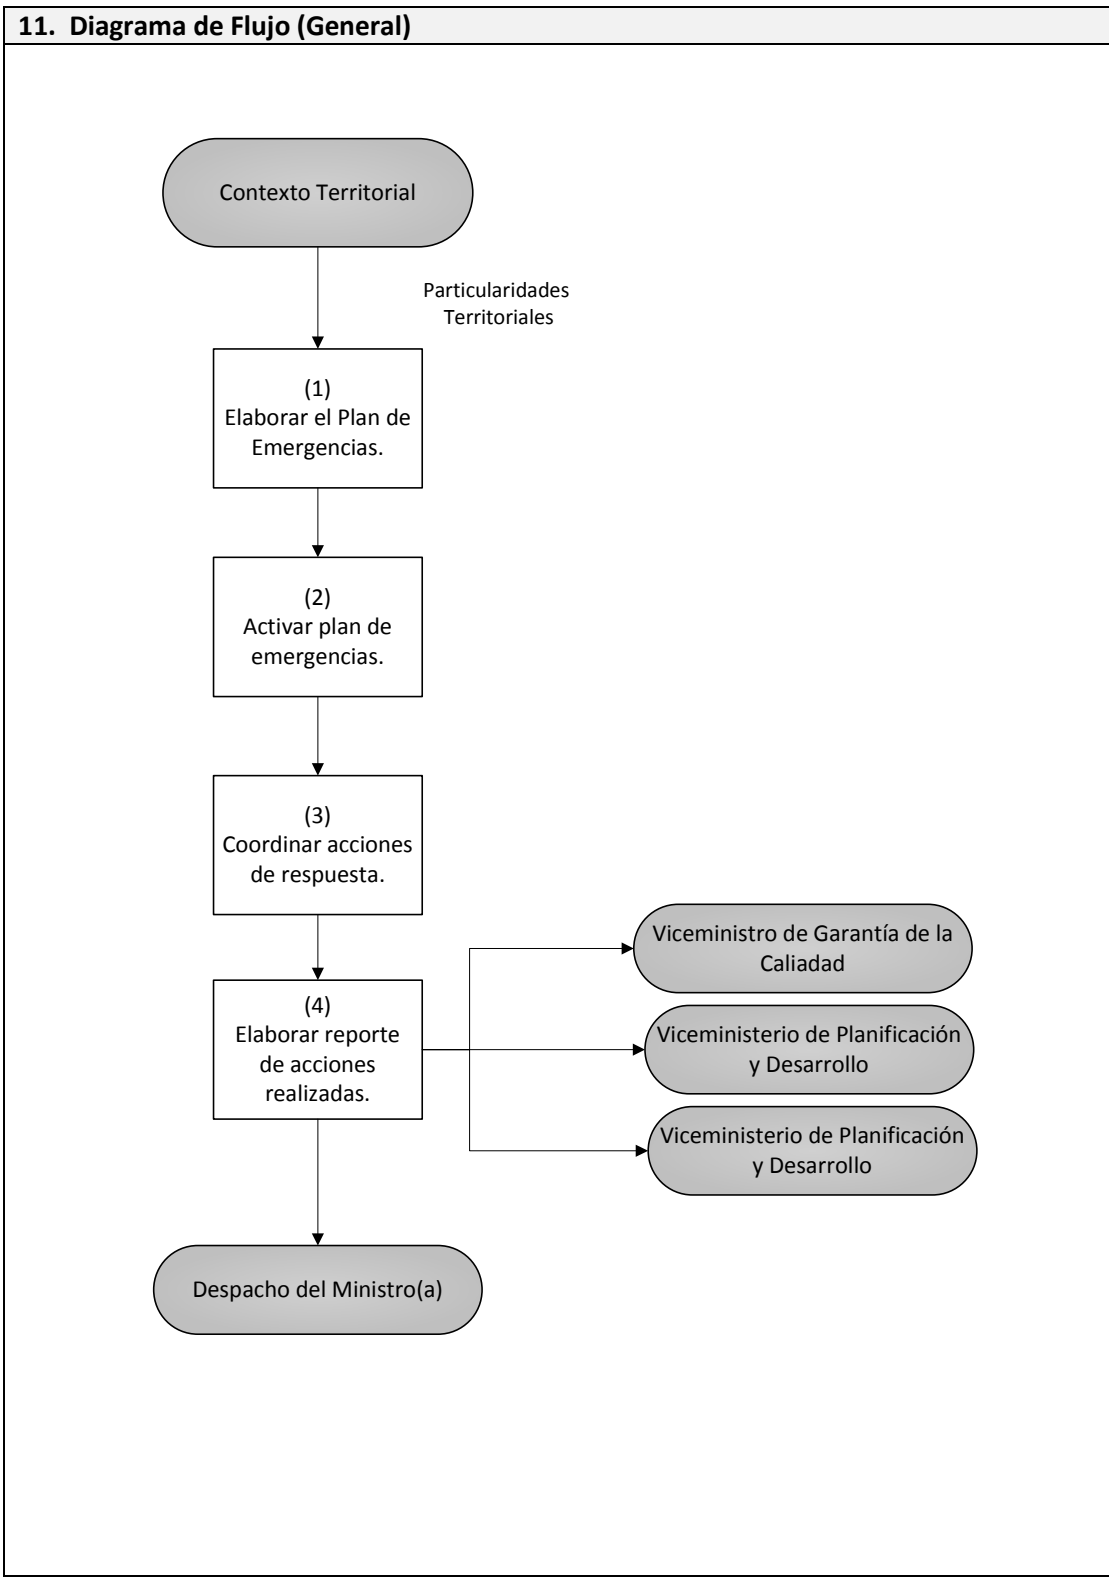 11. Diagrama de Flujo (General)
Contexto Territorial
Particularidades
Territoriales
(1)
Elaborar el Plan de
Emergencias.
(2)
Activar plan de
emergencias.
(3)
Coordinar acciones
de respuesta.
(4)
Elaborar reporte
de acciones
realizadas.
Viceministro de Garantía de la
Caliadad
Viceministerio de Planificación
y Desarrollo
Viceministerio de Planificación
y Desarrollo
Despacho del Ministro(a)